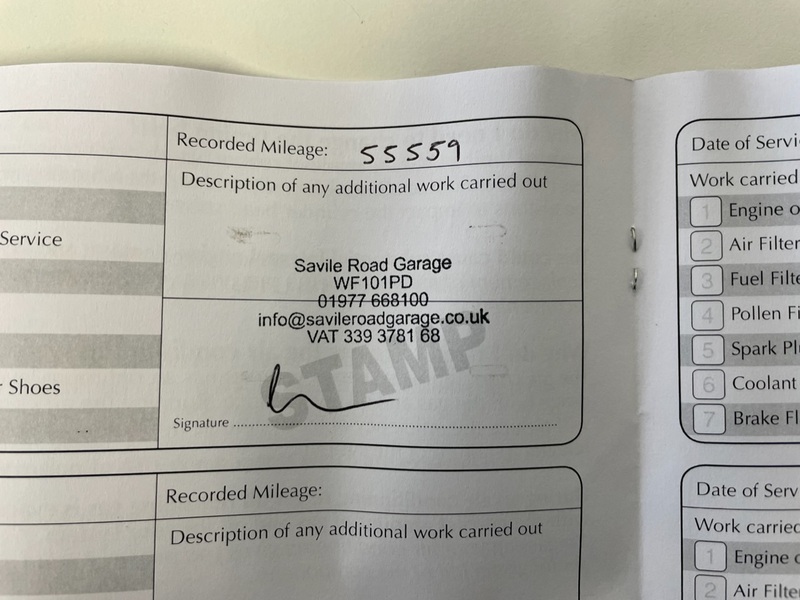 Recorded Mileage: 55559
Description of any additional work carried out
Service
Savile Road Garage
WF101PD
01977 668100
info@savileroadgarage.co.uk
VAT 339 3781 68
STAMP
Shoes
Signature
Recorded Mileage:
Description of any additional work carried out
Date of Servi
Work carried
1 Engine o
2 Air Filter
3 Fuel Filte
4 Pollen Fi
5 Spark Pl
6 Coolant
7 Brake Fl
Date of Serv
Work carried
1 Engine o
2 Air Filte